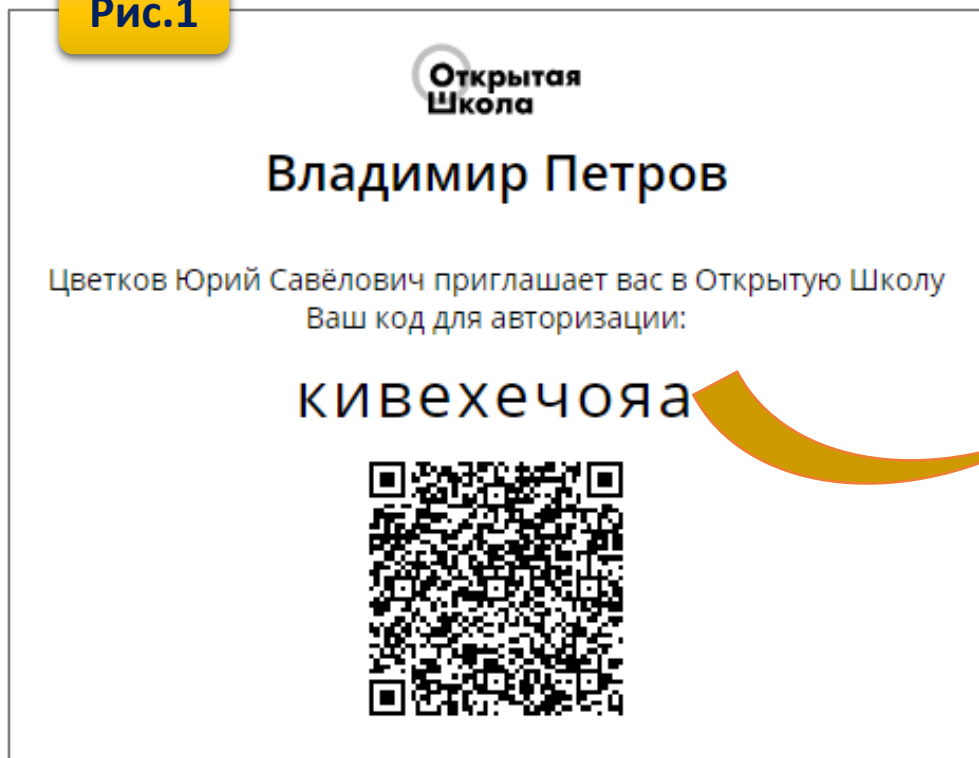 Рис.1
Открытая
Школа
Владимир Петров
Цветков Юрий Савёлович приглашает вас в Открытую Школу
Ваш код для авторизации:
кивехечояа